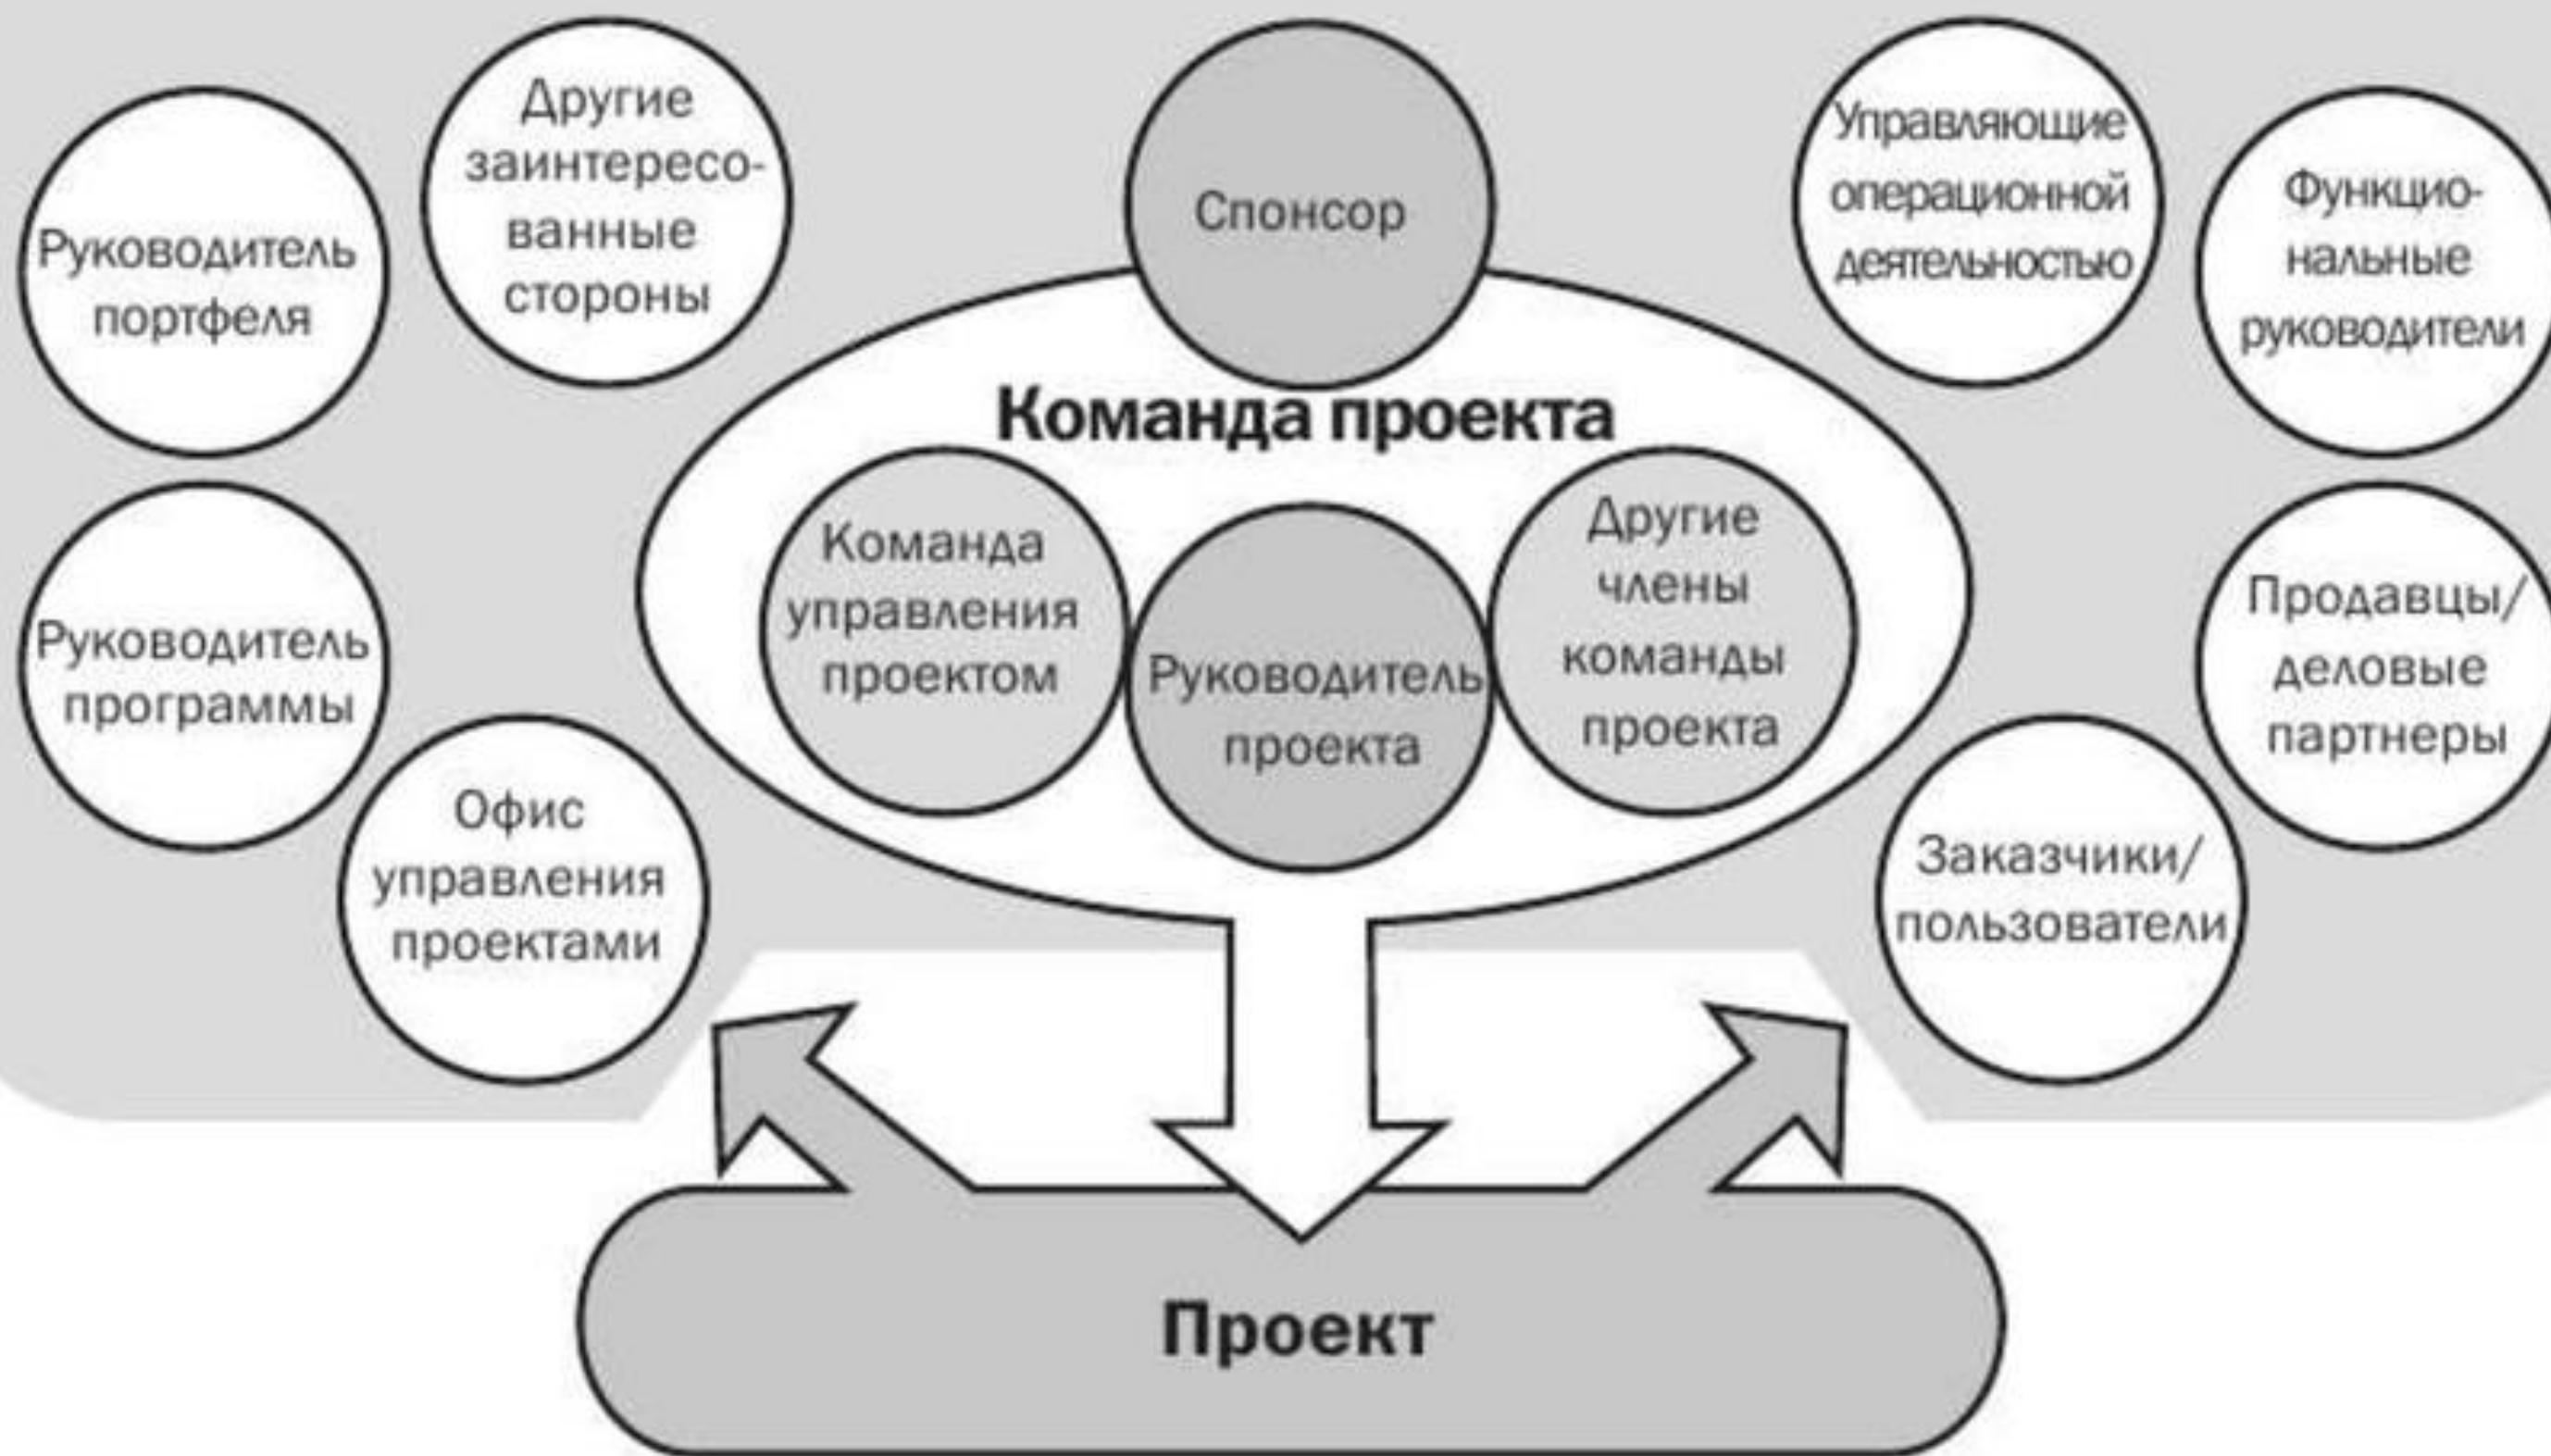 Другие
заинтересо-
ванные
стороны
Руководитель
портфеля
Спонсор
Управляющие
операционной
деятельностью
Функцио-
нальные
руководители
Команда проекта
Команда
управления
проектом
Руководитель
проекта
Другие
члены
команды
проекта
Руководитель
программы
Офис
управления
проектами
Продавцы/
деловые
партнеры
Заказчики/
пользователи
Проект